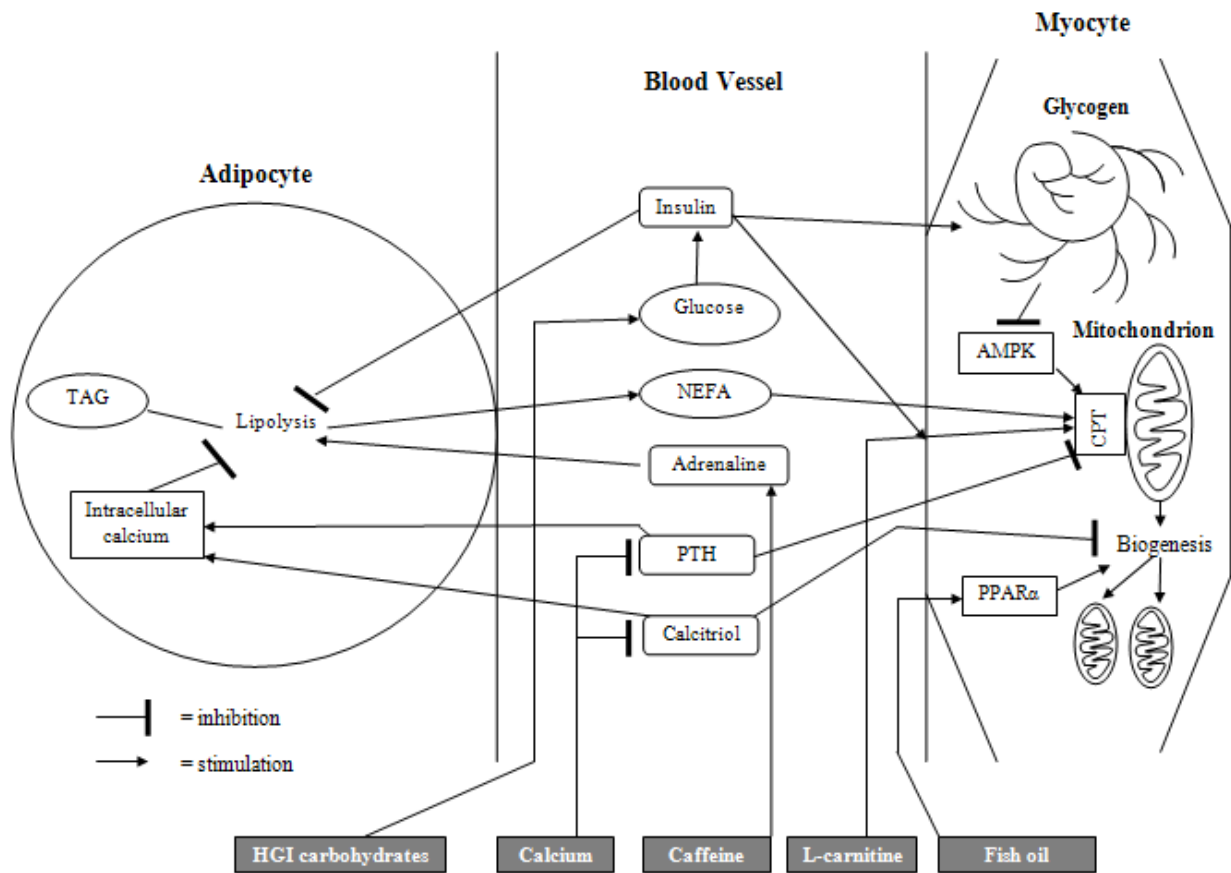 Myocyte
Blood Vessel
Glycogen
Adipocyte
Insulin
Glucose
Mitochondrion
AMPK
TAG
NEFA
Lipolysis
CPT
Adrenaline
Intracellular
calcium
PTH
Biogenesis
PPARα
Calcitriol
= inhibition
= stimulation
HGI carbohydrates
Calcium
Caffeine
L-carnitine
Fish oil